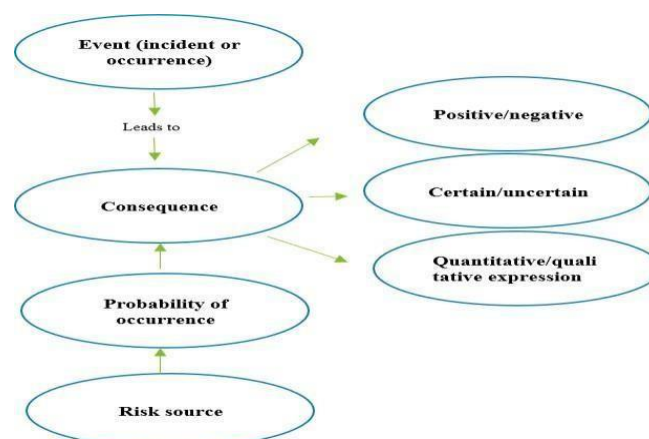 Event (incident or
occurrence)
Leads to
Positive/negative
Consequence
Certain/uncertain
Quantitative/quali
tative expression
Probability of
occurrence
Risk source